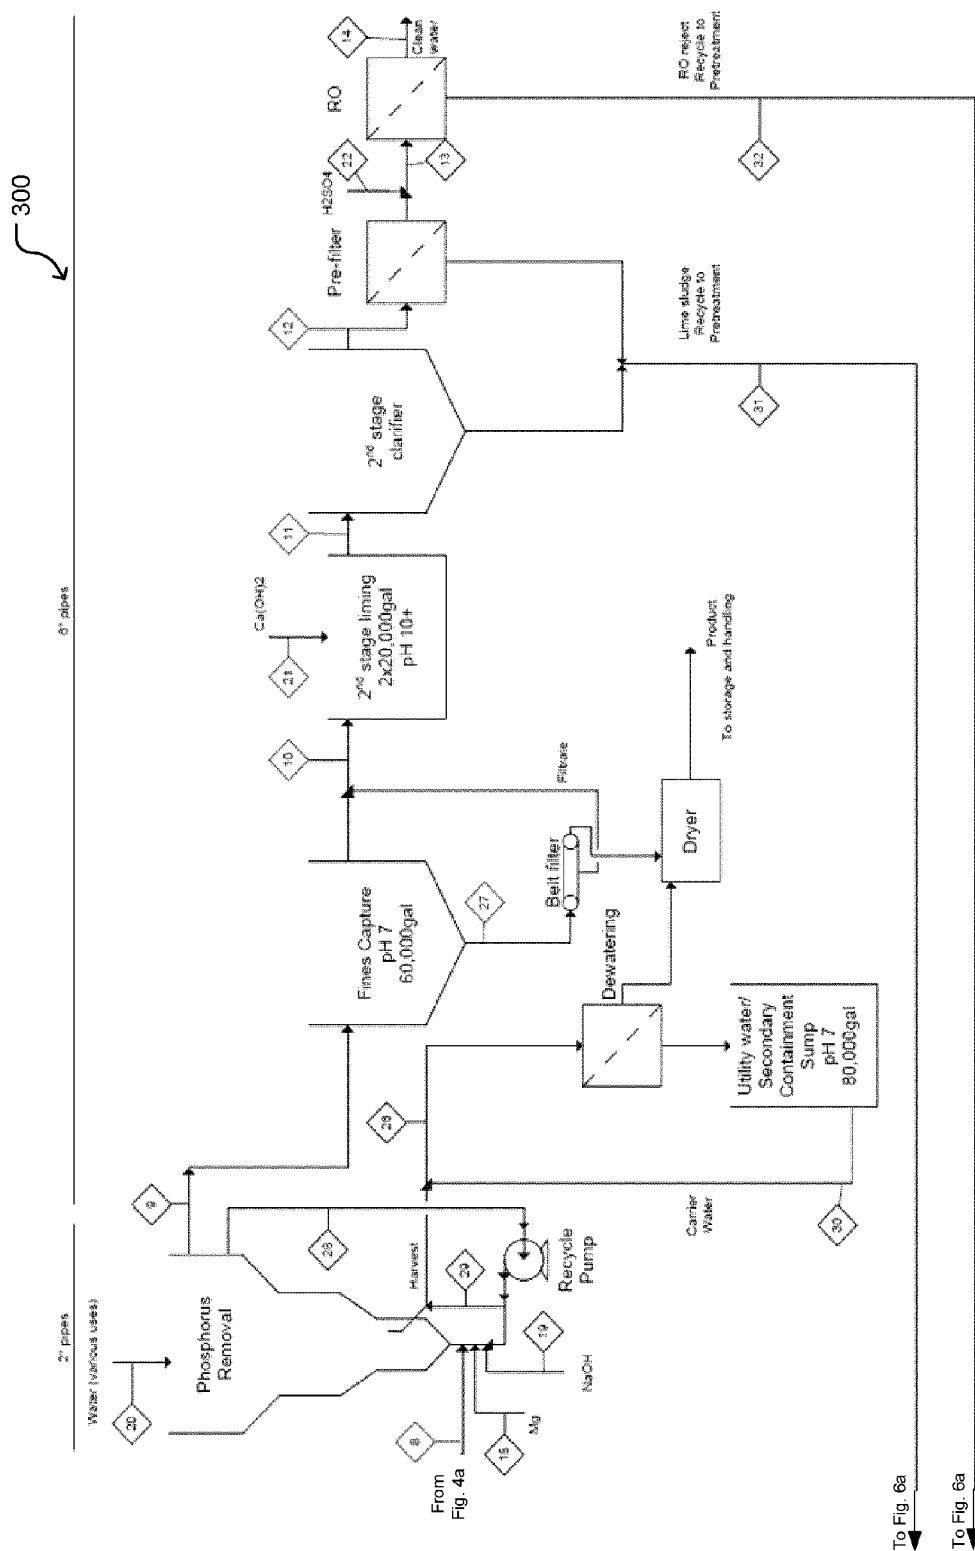 300
2" pipes
6" pipes
Water (various uses)
20
Phosphorus
Removal
9
28
Harvest
29
Recycle
Pump
8
From
Fig. 4a
Mg
NaOH
19
26
Carrier
Water
30
Fines Capture
pH 7
60,000gal
27
Belt filter
Filtrate
Dewatering
Utility water/
Secondary
Containment
Sump
pH 7
80,000gal
Dryer
Product
To storage and handling
10
Ca(OH)2
21
2nd stage liming
2x20,000gal
pH 10+
11
2nd stage
clarifier
12
Pre-filter
H2SO4
22
13
RO
14
Clean
water
Lime sludge
Recycle to
Pretreatment
31
RO reject
Recycle to
Pretreatment
32
To Fig. 6a
To Fig. 6a